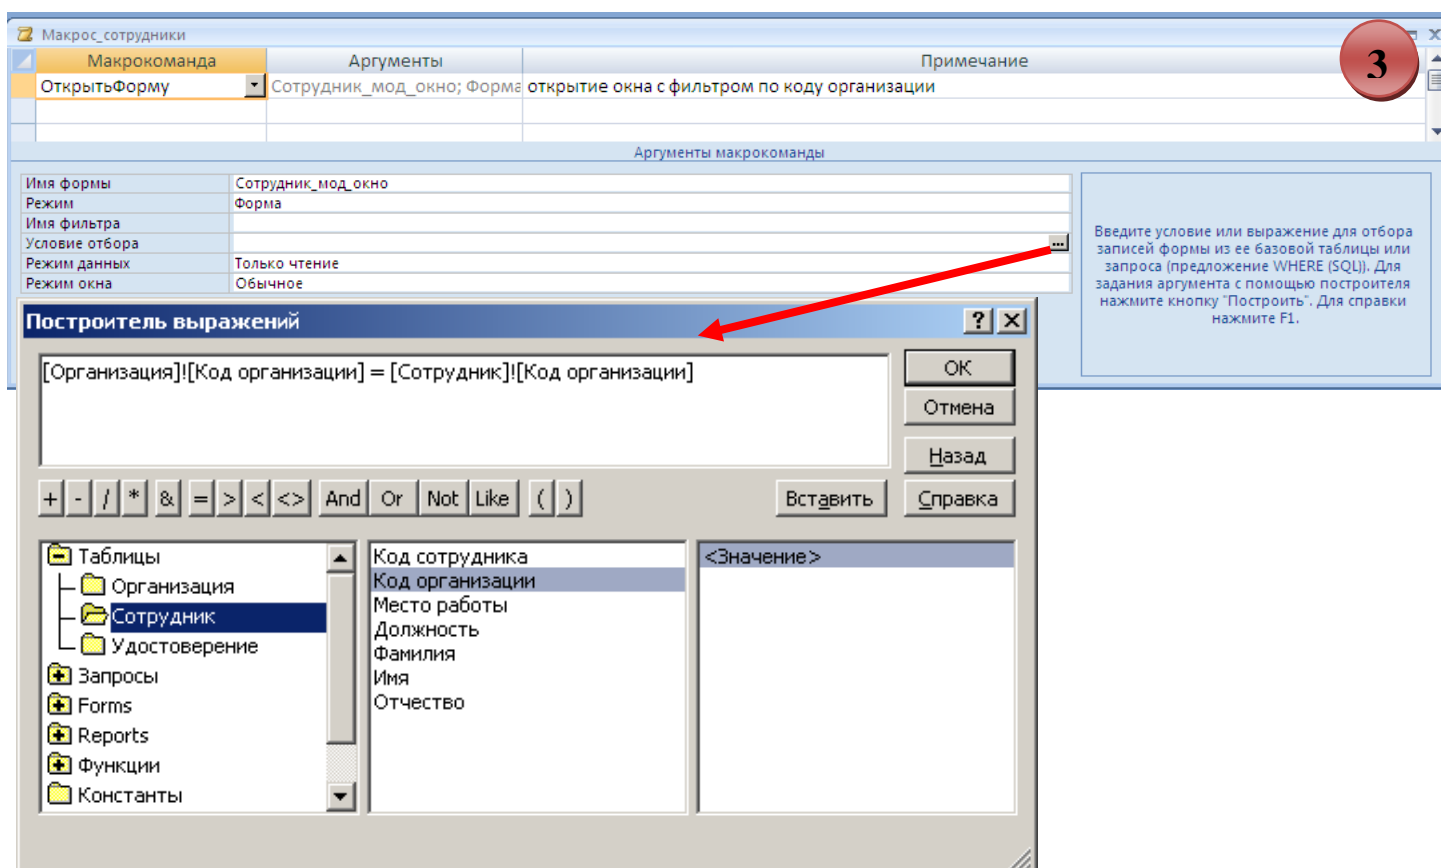 Макрос_сотрудники
3
Макрокоманда Аргументы Примечание
ОткрытьФорму Сотрудник_мод_окно; Форма открытие окна с фильтром по коду организации
Аргументы макрокоманды
Имя формы Сотрудник_мод_окно
Режим Форма
Имя фильтра
Условие отбора ...
Режим данных Только чтение
Режим окна Обычное
Введите условие или выражение для отбора
записей формы из ее базовой таблицы или
запроса (предложение WHERE (SQL)). Для
задания аргумента с помощью построителя
нажмите кнопку "Построить". Для справки
нажмите F1.
Построитель выражений
[Организация]![Код организации] = [Сотрудник]![Код организации]
OK
Отмена
Назад
+ - / * & = > < <> And Or Not Like ( ) Вставить Справка
Таблицы
Организация
Сотрудник
Удостоверение
Запросы
Forms
Reports
Функции
Константы
Код сотрудника
Код организации
Место работы
Должность
Фамилия
Имя
Отчество
<Значение>